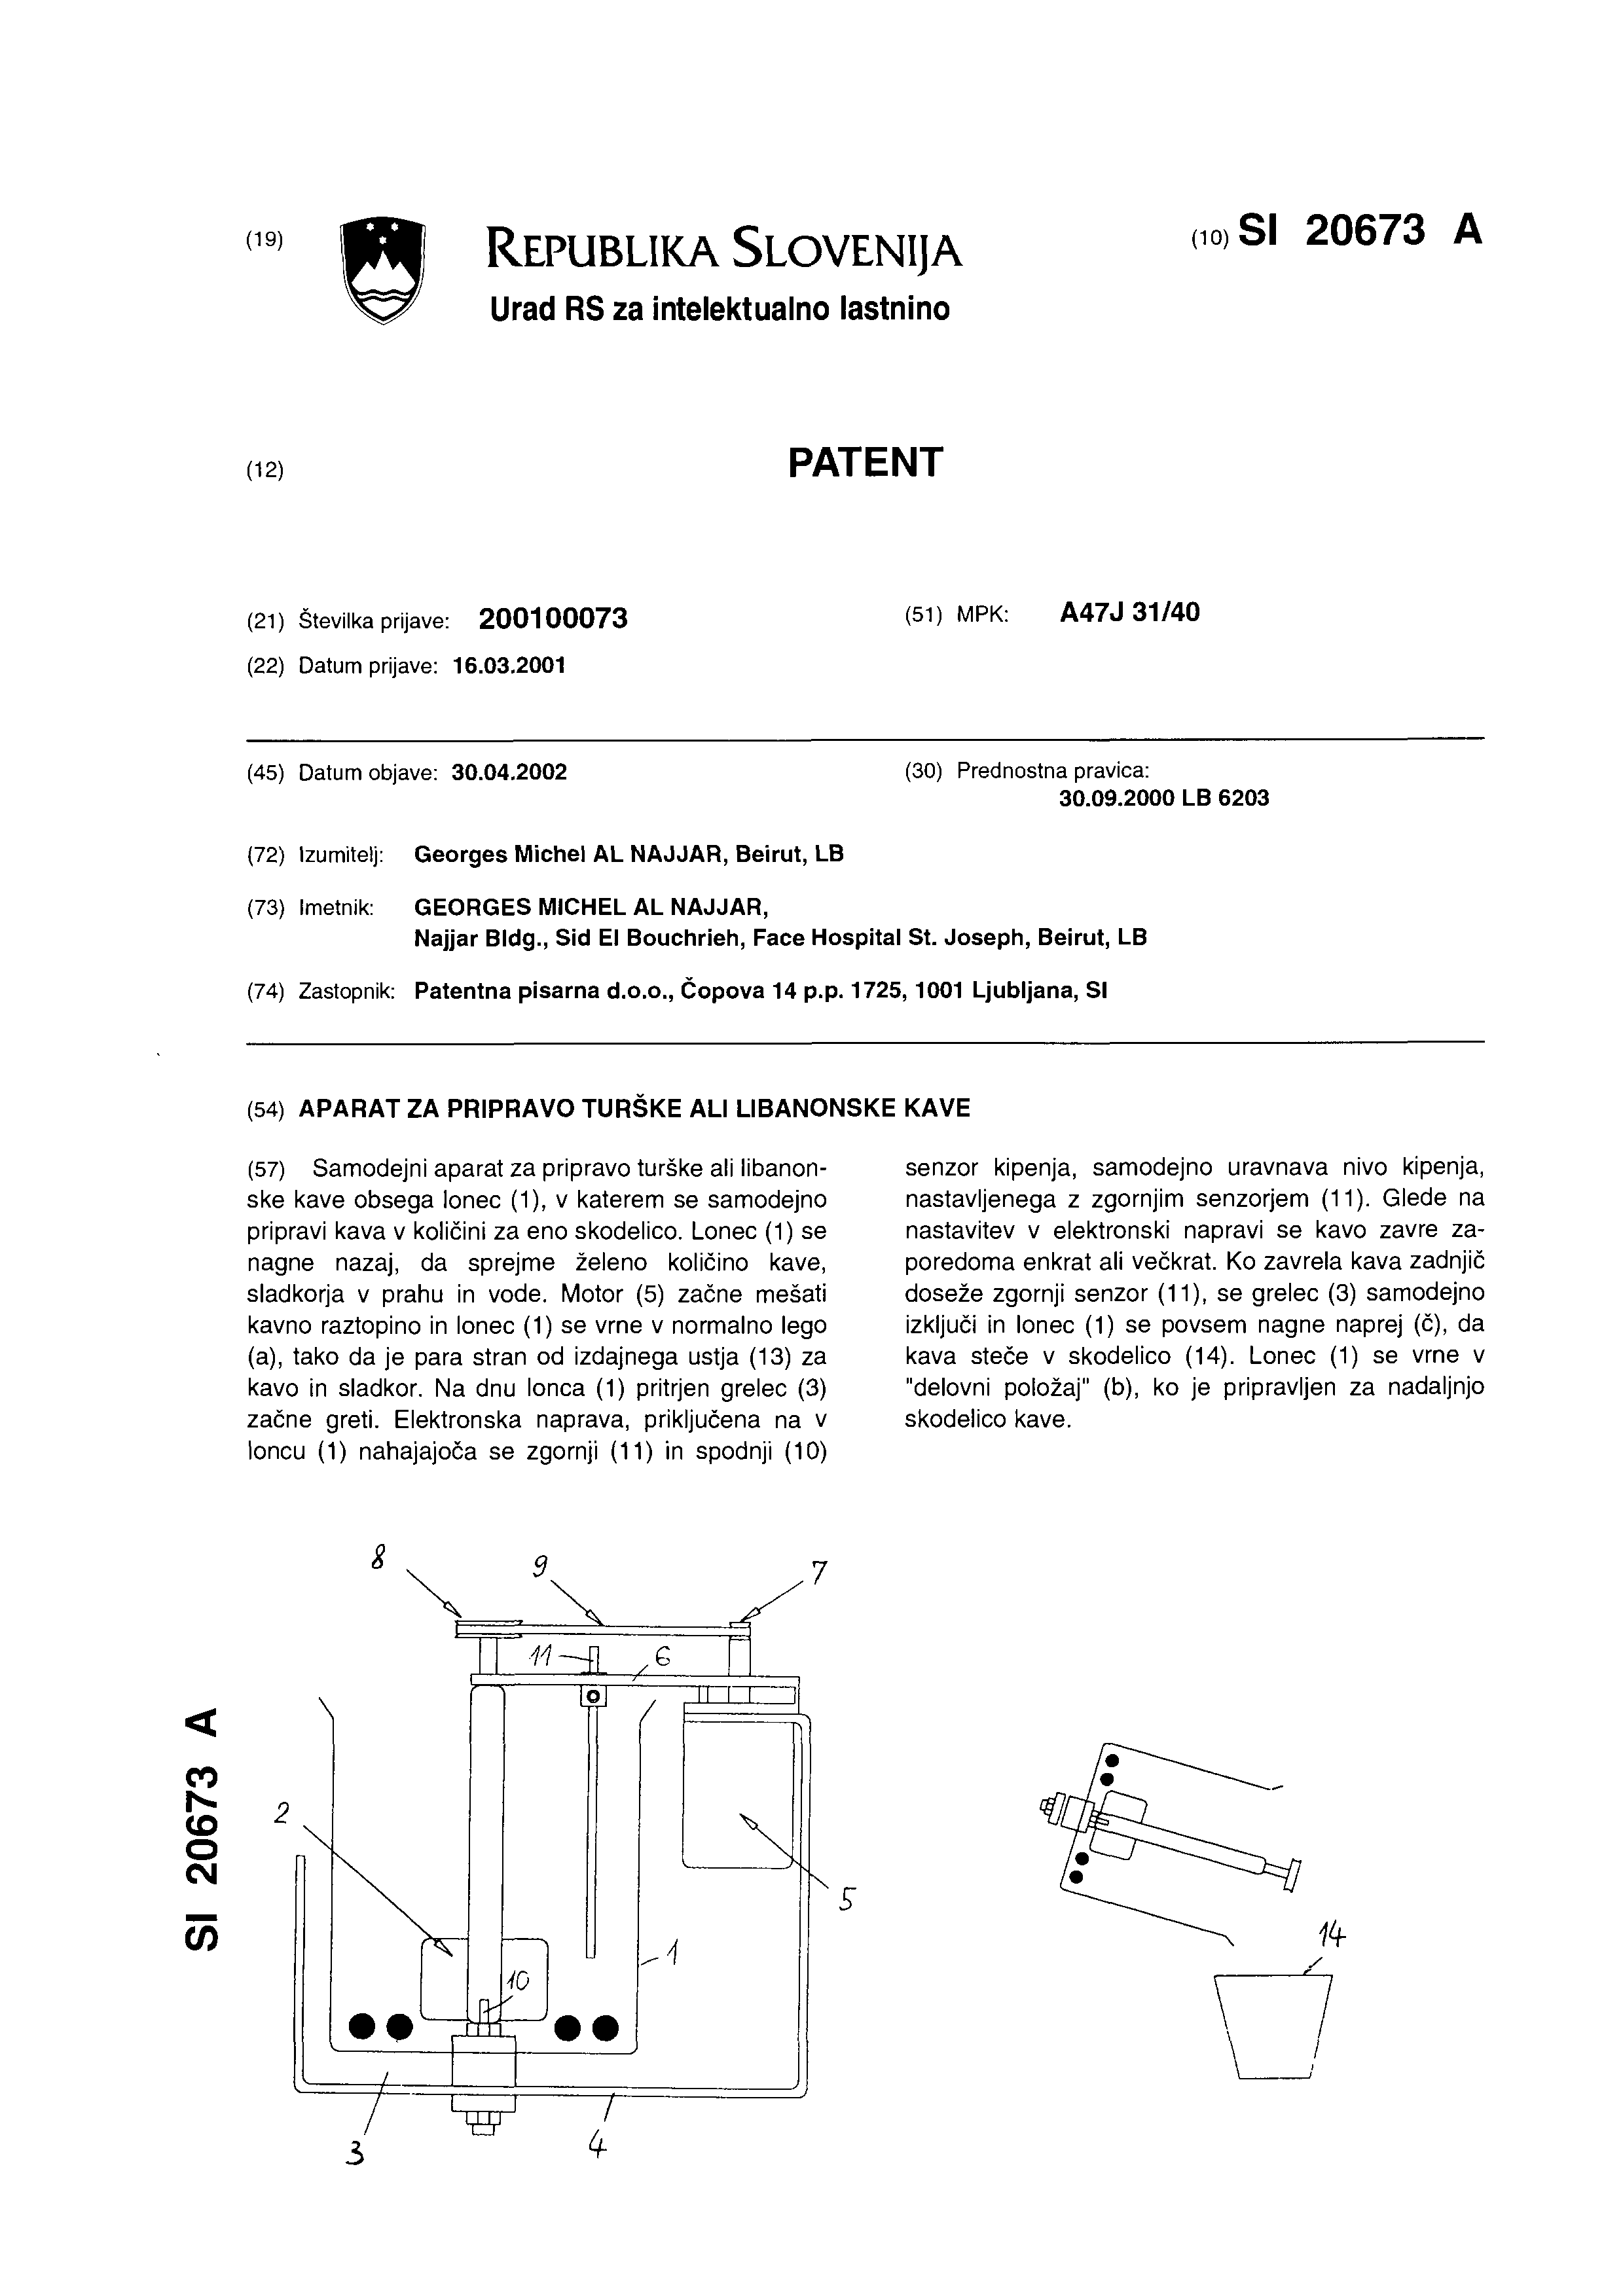 (19)
REPUBLIKA SLOVENIJA
Urad RS za intelektualno lastnino
(10) SI 20673 A
(12)
PATENT
(21) Številka prijave: 200100073
(51) MPK: A47J 31/40
(22) Datum prijave: 16.03.2001
(45) Datum objave: 30.04.2002
(30) Prednostna pravica:
30.09.2000 LB 6203
(72) Izumitelj: Georges Michel AL NAJJAR, Beirut, LB
(73) Imetnik: GEORGES MICHEL AL NAJJAR,
Najjar Bldg., Sid El Bouchrieh, Face Hospital St. Joseph, Beirut, LB
(74) Zastopnik: Patentna pisarna d.o.o., Čopova 14 p.p. 1725, 1001 Ljubljana, SI
(54) APARAT ZA PRIPRAVO TURŠKE ALI LIBANONSKE KAVE
(57) Samodejni aparat za pripravo turške ali libanon-
ske kave obsega lonec (1), v katerem se samodejno
pripravi kava v količini za eno skodelico. Lonec (1) se
nagne nazaj, da sprejme želeno količino kave,
sladkorja v prahu in vode. Motor (5) začne mešati
kavno raztopino in lonec (1) se vrne v normalno lego
(a), tako da je para stran od izdajnega ustja (13) za
kavo in sladkor. Na dnu lonca (1) pritrjen grelec (3)
začne greti. Elektronska naprava, priključena na v
loncu (1) nahajajoča se zgornji (11) in spodnji (10)
senzor kipenja, samodejno uravnava nivo kipenja,
nastavljenega z zgornjim senzorjem (11). Glede na
nastavitev v elektronski napravi se kavo zavre za-
poredoma enkrat ali večkrat. Ko zavrela kava zadnjič
doseže zgornji senzor (11), se grelec (3) samodejno
izključi in lonec (1) se povsem nagne naprej (č), da
kava steče v skodelico (14). Lonec (1) se vrne v
"delovni položaj" (b), ko je pripravljen za nadaljnjo
skodelico kave.
8
9
7
11
6
2
5
1
10
14
3
4
SI 20673 A